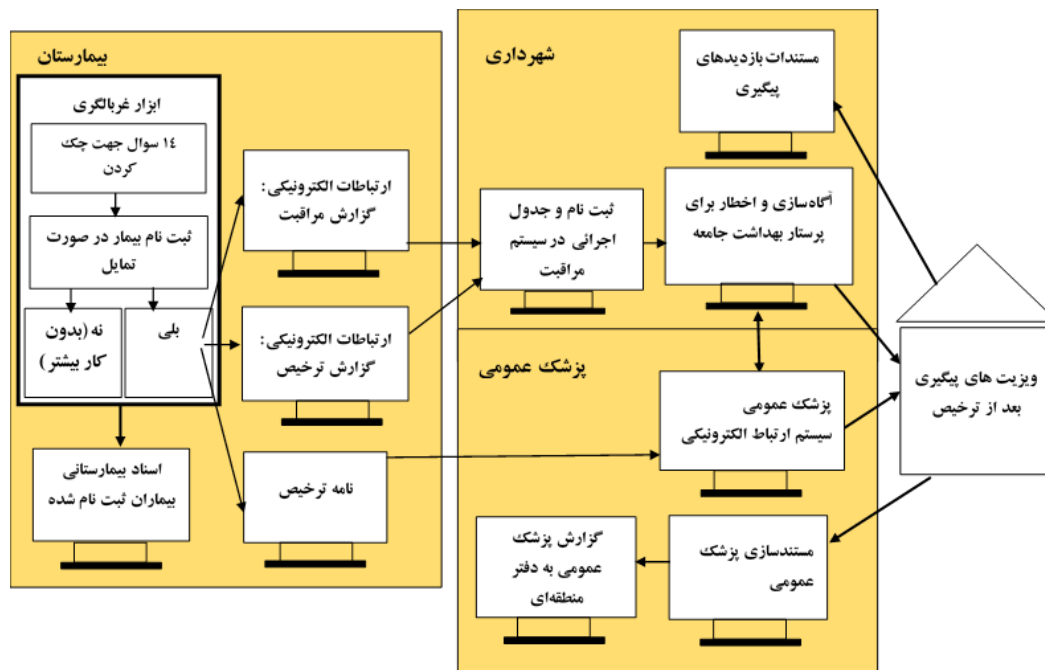 بیمارستان
ابزار غربالگری
١٤ سوال جهت چک
کردن
ثبت نام بیمار در صورت
تمایل
نه (بدون
کار بیشتر)
بلی
اسناد بیمارستانی
بیماران ثبت نام شده
ارتباطات الکترونیکی:
گزارش مراقبت
ارتباطات الکترونیکی:
گزارش ترخیص
نامه ترخیص
شهرداری
مستندات بازدیدهای
پیگیری
ثبت نام و جدول
اجرائی در سیستم
مراقبت
آگاه‌سازی و اخطار برای
پرستار بهداشت جامعه
پزشک عمومی
پزشک عمومی
سیستم ارتباط الکترونیکی
گزارش پزشک
عمومی به دفتر
منطقه‌ای
مستندسازی پزشک
عمومی
ویزیت های پیگیری
بعد از ترخیص